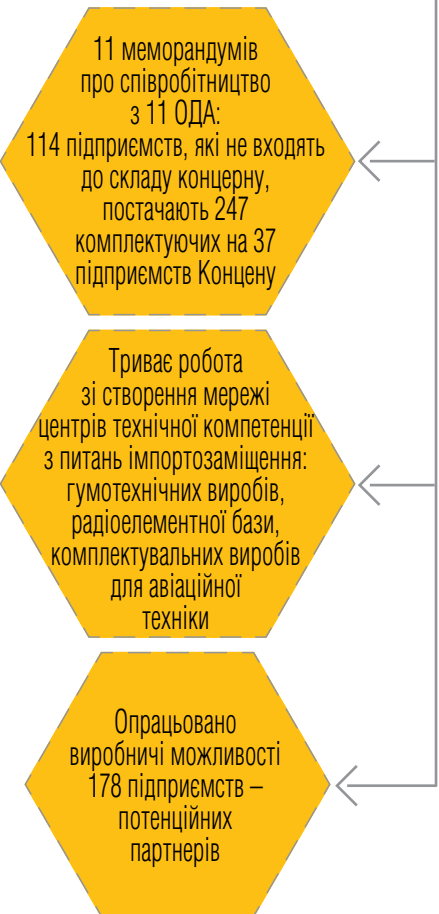 11 меморандумів
про співробітництво
з 11 ОДА:
114 підприємств, які не входять
до складу концерну,
постачають 247
комплектуючих на 37
підприємств Концену
Триває робота
зі створення мережі
центрів технічної компетенції
з питань імпортозаміщення:
гумотехнічних виробів,
радіоелементної бази,
комплектувальних виробів
для авіаційної
техніки
Опрацьовано
виробничі можливості
178 підприємств –
потенційних
партнерів